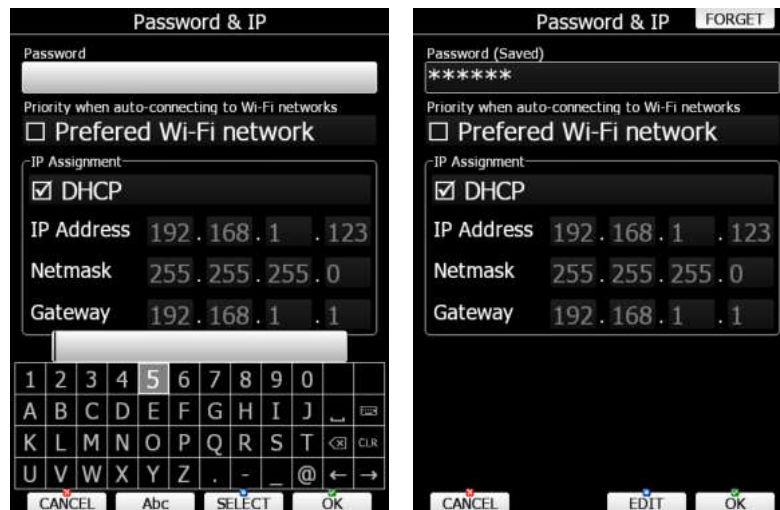 Password & IP
Password
Priority when auto-connecting to Wi-Fi networks
Prefered Wi-Fi network
IP Assignment
DHCP
IP Address 192 . 168 . 1 . 123
Netmask 255 . 255 . 255 . 0
Gateway 192 . 168 . 1 . 1
1 2 3 4 5 6 7 8 9 0
A B C D E F G H I J
K L M N O P Q R S T CLR
U V W X Y Z . - _ @ ← →
CANCEL Abc SELECT OK
Password & IP FORGET
Password (Saved)
******
Priority when auto-connecting to Wi-Fi networks
Prefered Wi-Fi network
IP Assignment
DHCP
IP Address 192 . 168 . 1 . 123
Netmask 255 . 255 . 255 . 0
Gateway 192 . 168 . 1 . 1
CANCEL EDIT OK